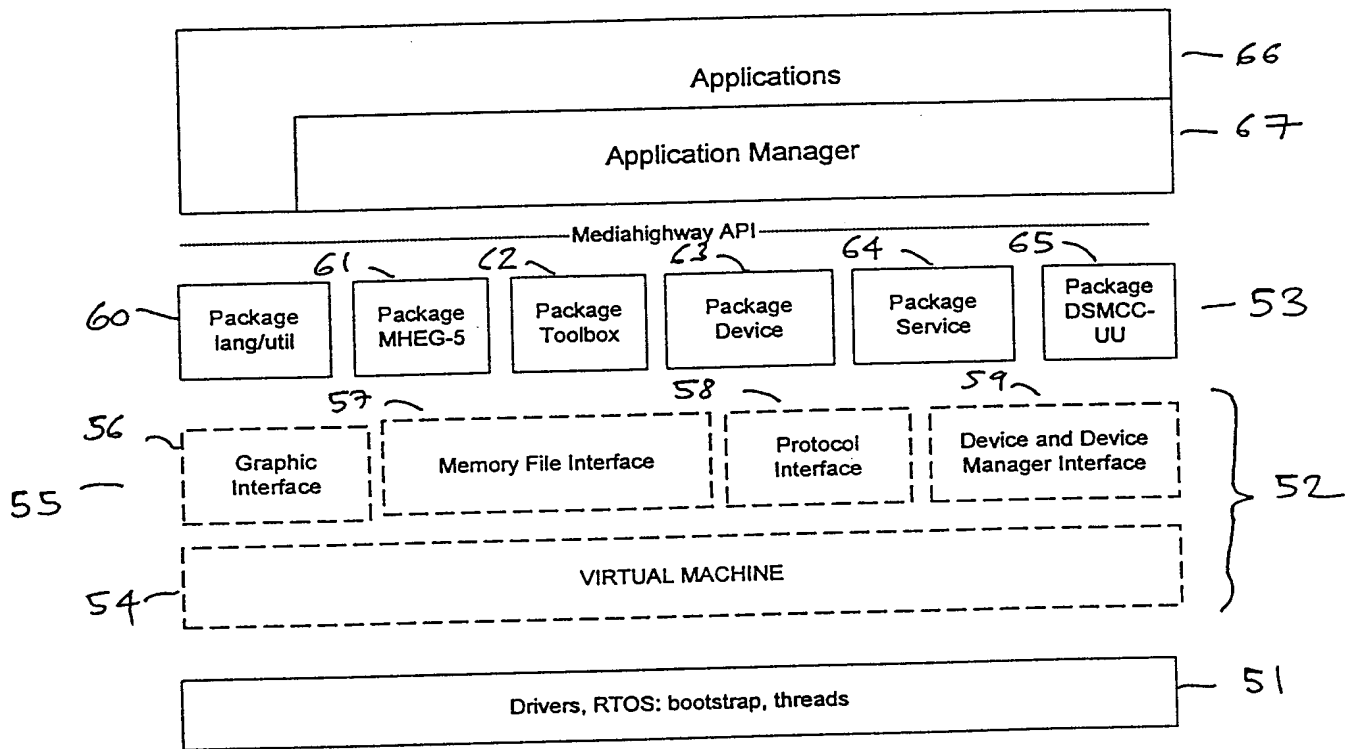 Applications
66
Application Manager
67
Mediahighway API
61
62
63
64
65
60
Package
lang/util
Package
MHEG-5
Package
Toolbox
Package
Device
Package
Service
Package
DSMCC-
UU
53
57
58
59
56
Graphic
Interface
Memory File Interface
Protocol
Interface
Device and Device
Manager Interface
55
52
54
VIRTUAL MACHINE
Drivers, RTOS: bootstrap, threads
51